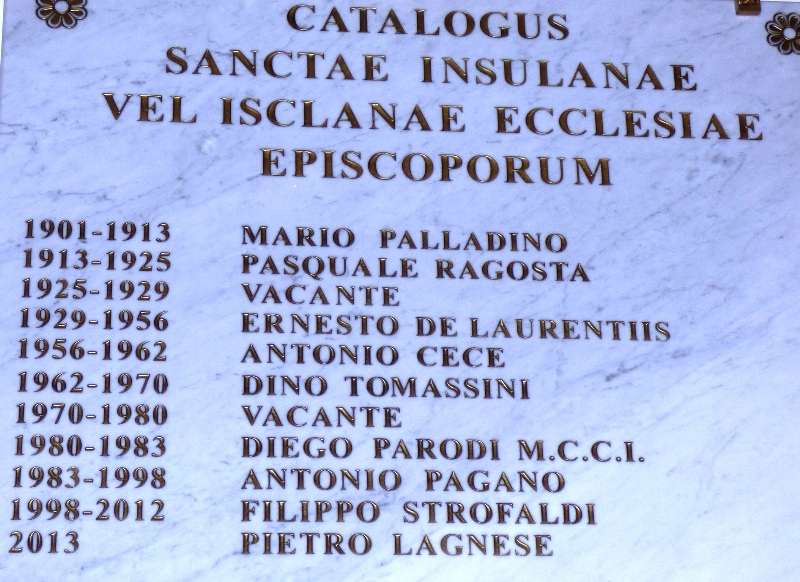 CATALOGUS
SANCTAE INSULANAE
VEL ISCLANAE ECCLESIAE
EPISCOPORUM
1901-1913 MARIO PALLADINO
1913-1925 PASQUALE RAGOSTA
1925-1929 VACANTE
1929-1956 ERNESTO DE LAURENTIIS
1956-1962 ANTONIO CECE
1962-1970 DINO TOMASSINI
1970-1980 VACANTE
1980-1983 DIEGO PARODI M.C.C.I.
1983-1998 ANTONIO PAGANO
1998-2012 FILIPPO STROFALDI
2013 PIETRO LAGNESE